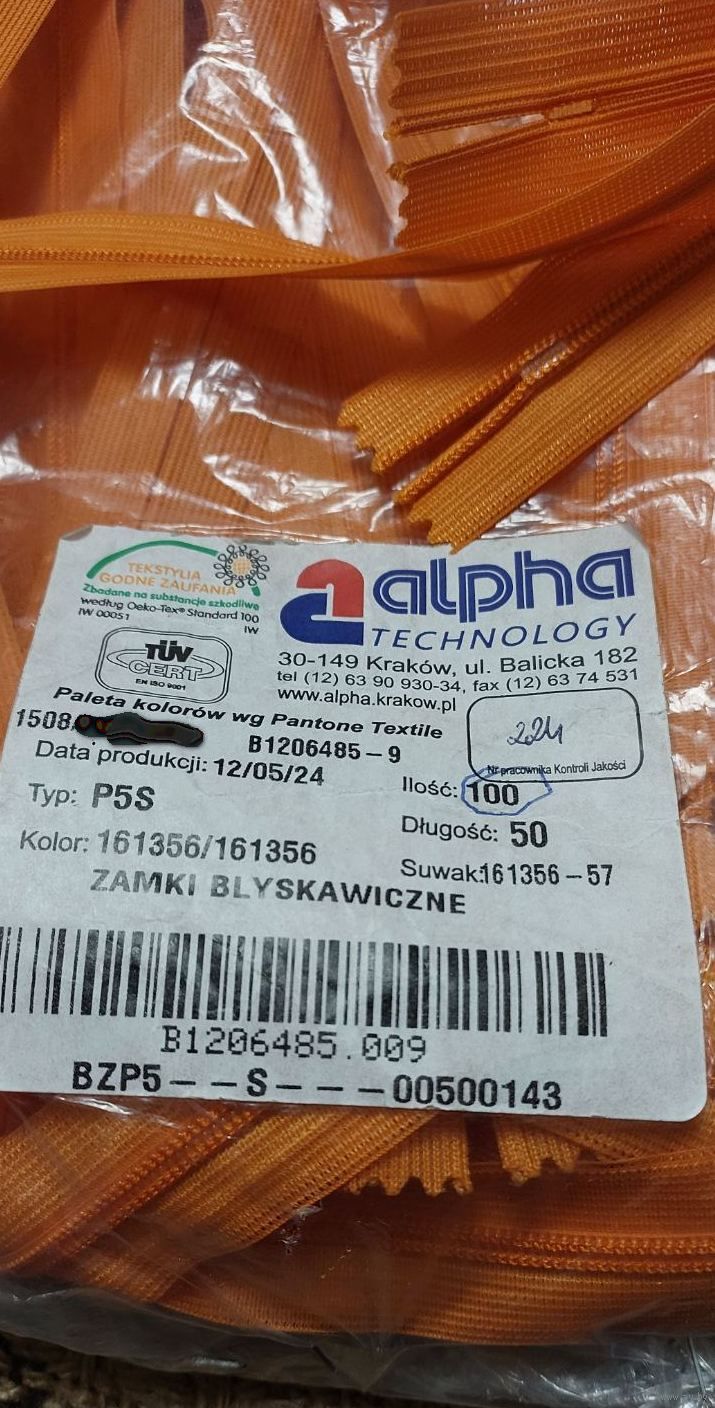 TEKSTYLIA
GODNE ZAUFANIA
Zbadane na substancje szkodliwe
według Oeko-Tex® Standard 100
IW 00051 IW
alpha
TECHNOLOGY
30-149 Kraków, ul. Balicka 182
tel (12) 63 90 930-34, fax (12) 63 74 531
www.alpha.krakow.pl
TÜV
CERT
EN ISO 9001
Paleta kolorów wg Pantone Textile
1508
B1206485-9
224
Nr pracownika Kontroli Jakości
Data produkcji: 12/05/24
Ilość: 100
Typ: P5S
Długość: 50
Kolor: 161356/161356
Suwak:161356-57
ZAMKI BLYSKAWICZNE
B1206485.009
BZP5--S---00500143